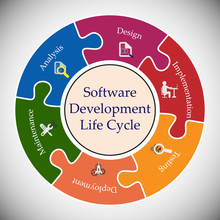 Software
Development
Life Cycle
Design
Implementation
Testing
Deployment
Maintenance
Analysis